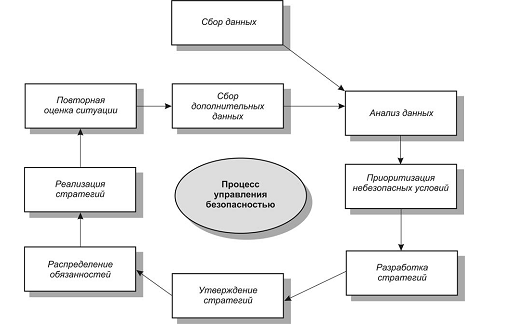 Сбор данных
Повторная
оценка ситуации
Сбор
дополнительных
данных
Анализ данных
Реализация
стратегий
Процесс
управления
безопасностью
Приоритизация
небезопасных условий
Распределение
обязанностей
Утверждение
стратегий
Разработка
стратегий